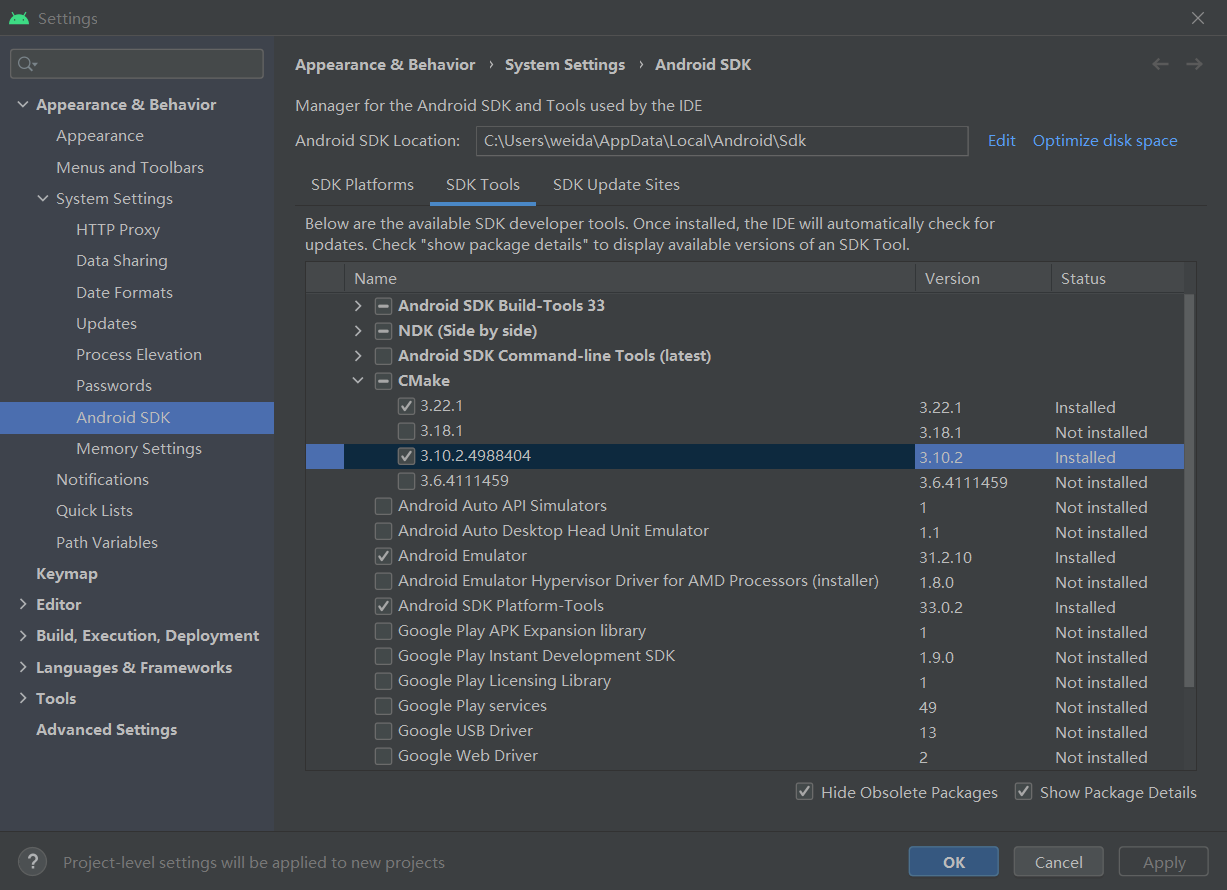 Settings
Appearance & Behavior
Appearance
Menus and Toolbars
System Settings
HTTP Proxy
Data Sharing
Date Formats
Updates
Process Elevation
Passwords
Android SDK
Memory Settings
Notifications
Quick Lists
Path Variables
Keymap
Editor
Build, Execution, Deployment
Languages & Frameworks
Tools
Advanced Settings
Appearance & Behavior › System Settings › Android SDK
Manager for the Android SDK and Tools used by the IDE
Android SDK Location: C:\Users\weida\AppData\Local\Android\Sdk Edit Optimize disk space
SDK Platforms SDK Tools SDK Update Sites
Below are the available SDK developer tools. Once installed, the IDE will automatically check for
updates. Check "show package details" to display available versions of an SDK Tool.
Name Version Status
Android SDK Build-Tools 33
NDK (Side by side)
Android SDK Command-line Tools (latest)
CMake
3.22.1 3.22.1 Installed
3.18.1 3.18.1 Not installed
3.10.2.4988404 3.10.2 Installed
3.6.4111459 3.6.4111459 Not installed
Android Auto API Simulators 1 Not installed
Android Auto Desktop Head Unit Emulator 1.1 Not installed
Android Emulator 31.2.10 Installed
Android Emulator Hypervisor Driver for AMD Processors (installer) 1.8.0 Not installed
Android SDK Platform-Tools 33.0.2 Installed
Google Play APK Expansion library 1 Not installed
Google Play Instant Development SDK 1.9.0 Not installed
Google Play Licensing Library 1 Not installed
Google Play services 49 Not installed
Google USB Driver 13 Not installed
Google Web Driver 2 Not installed
Hide Obsolete Packages Show Package Details
? Project-level settings will be applied to new projects
OK Cancel Apply